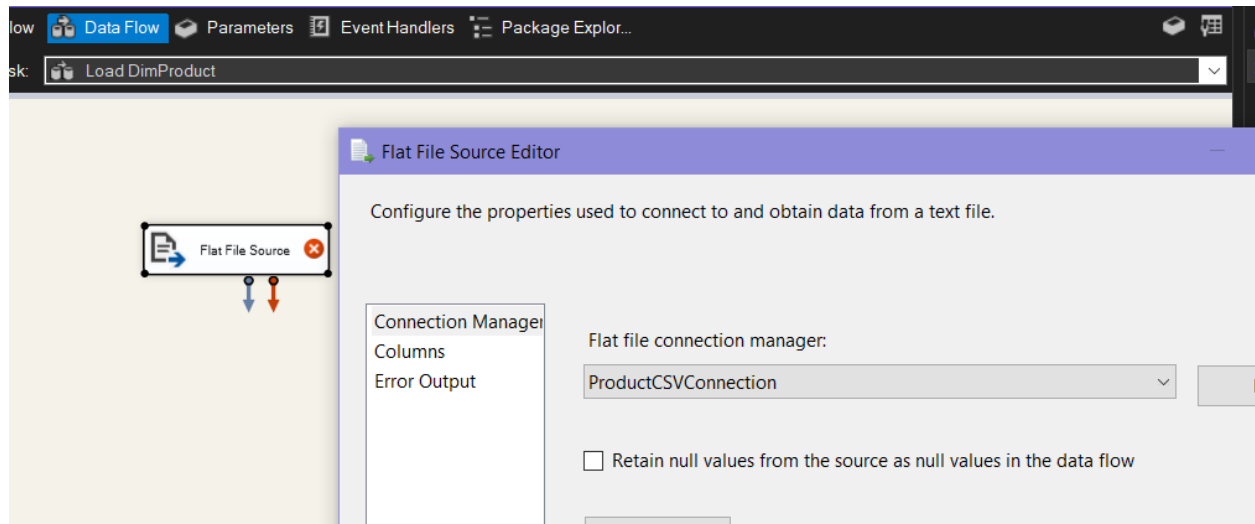 low Data Flow Parameters Event Handlers Package Explor...
sk: Load DimProduct
Flat File Source Editor
Configure the properties used to connect to and obtain data from a text file.
Flat File Source
Connection Manager
Columns
Error Output
Flat file connection manager:
ProductCSVConnection
Retain null values from the source as null values in the data flow